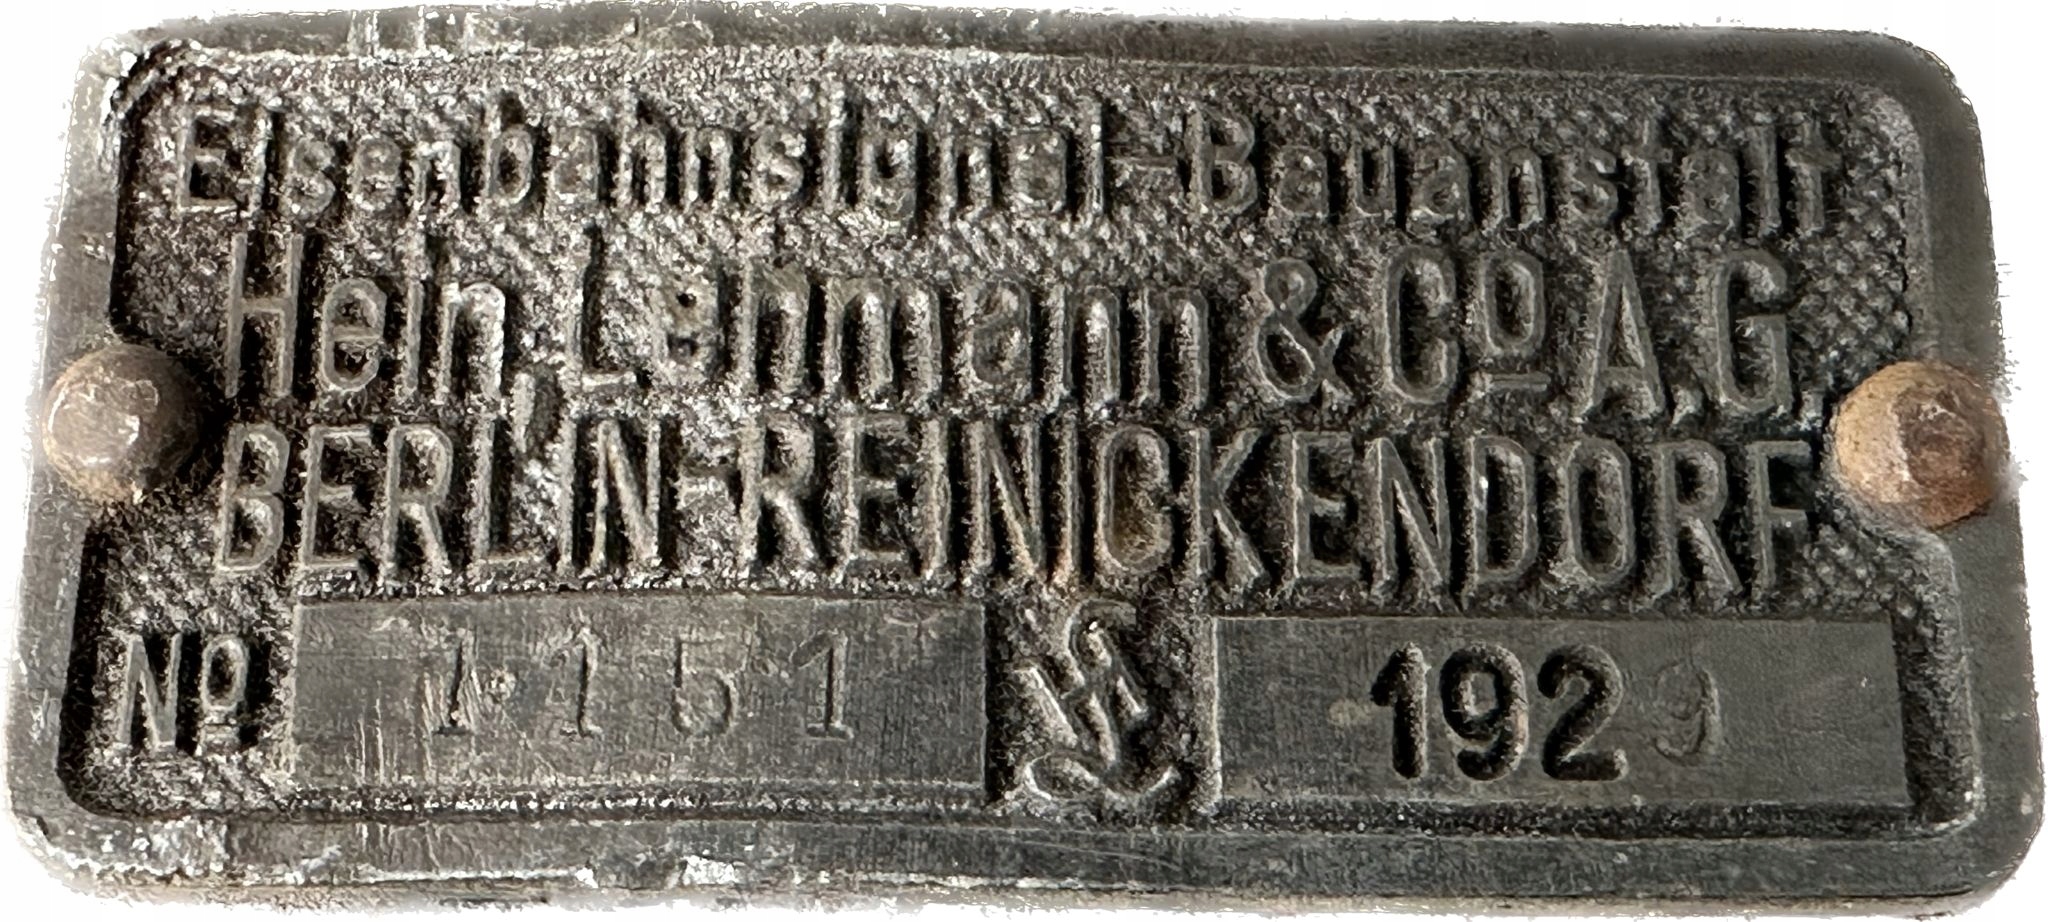 Eisenbahnsignal-Bauanstalt
Hein, Lehmann & Cº A.G.
BERLIN-REINICKENDORF
Nº 1151 1929